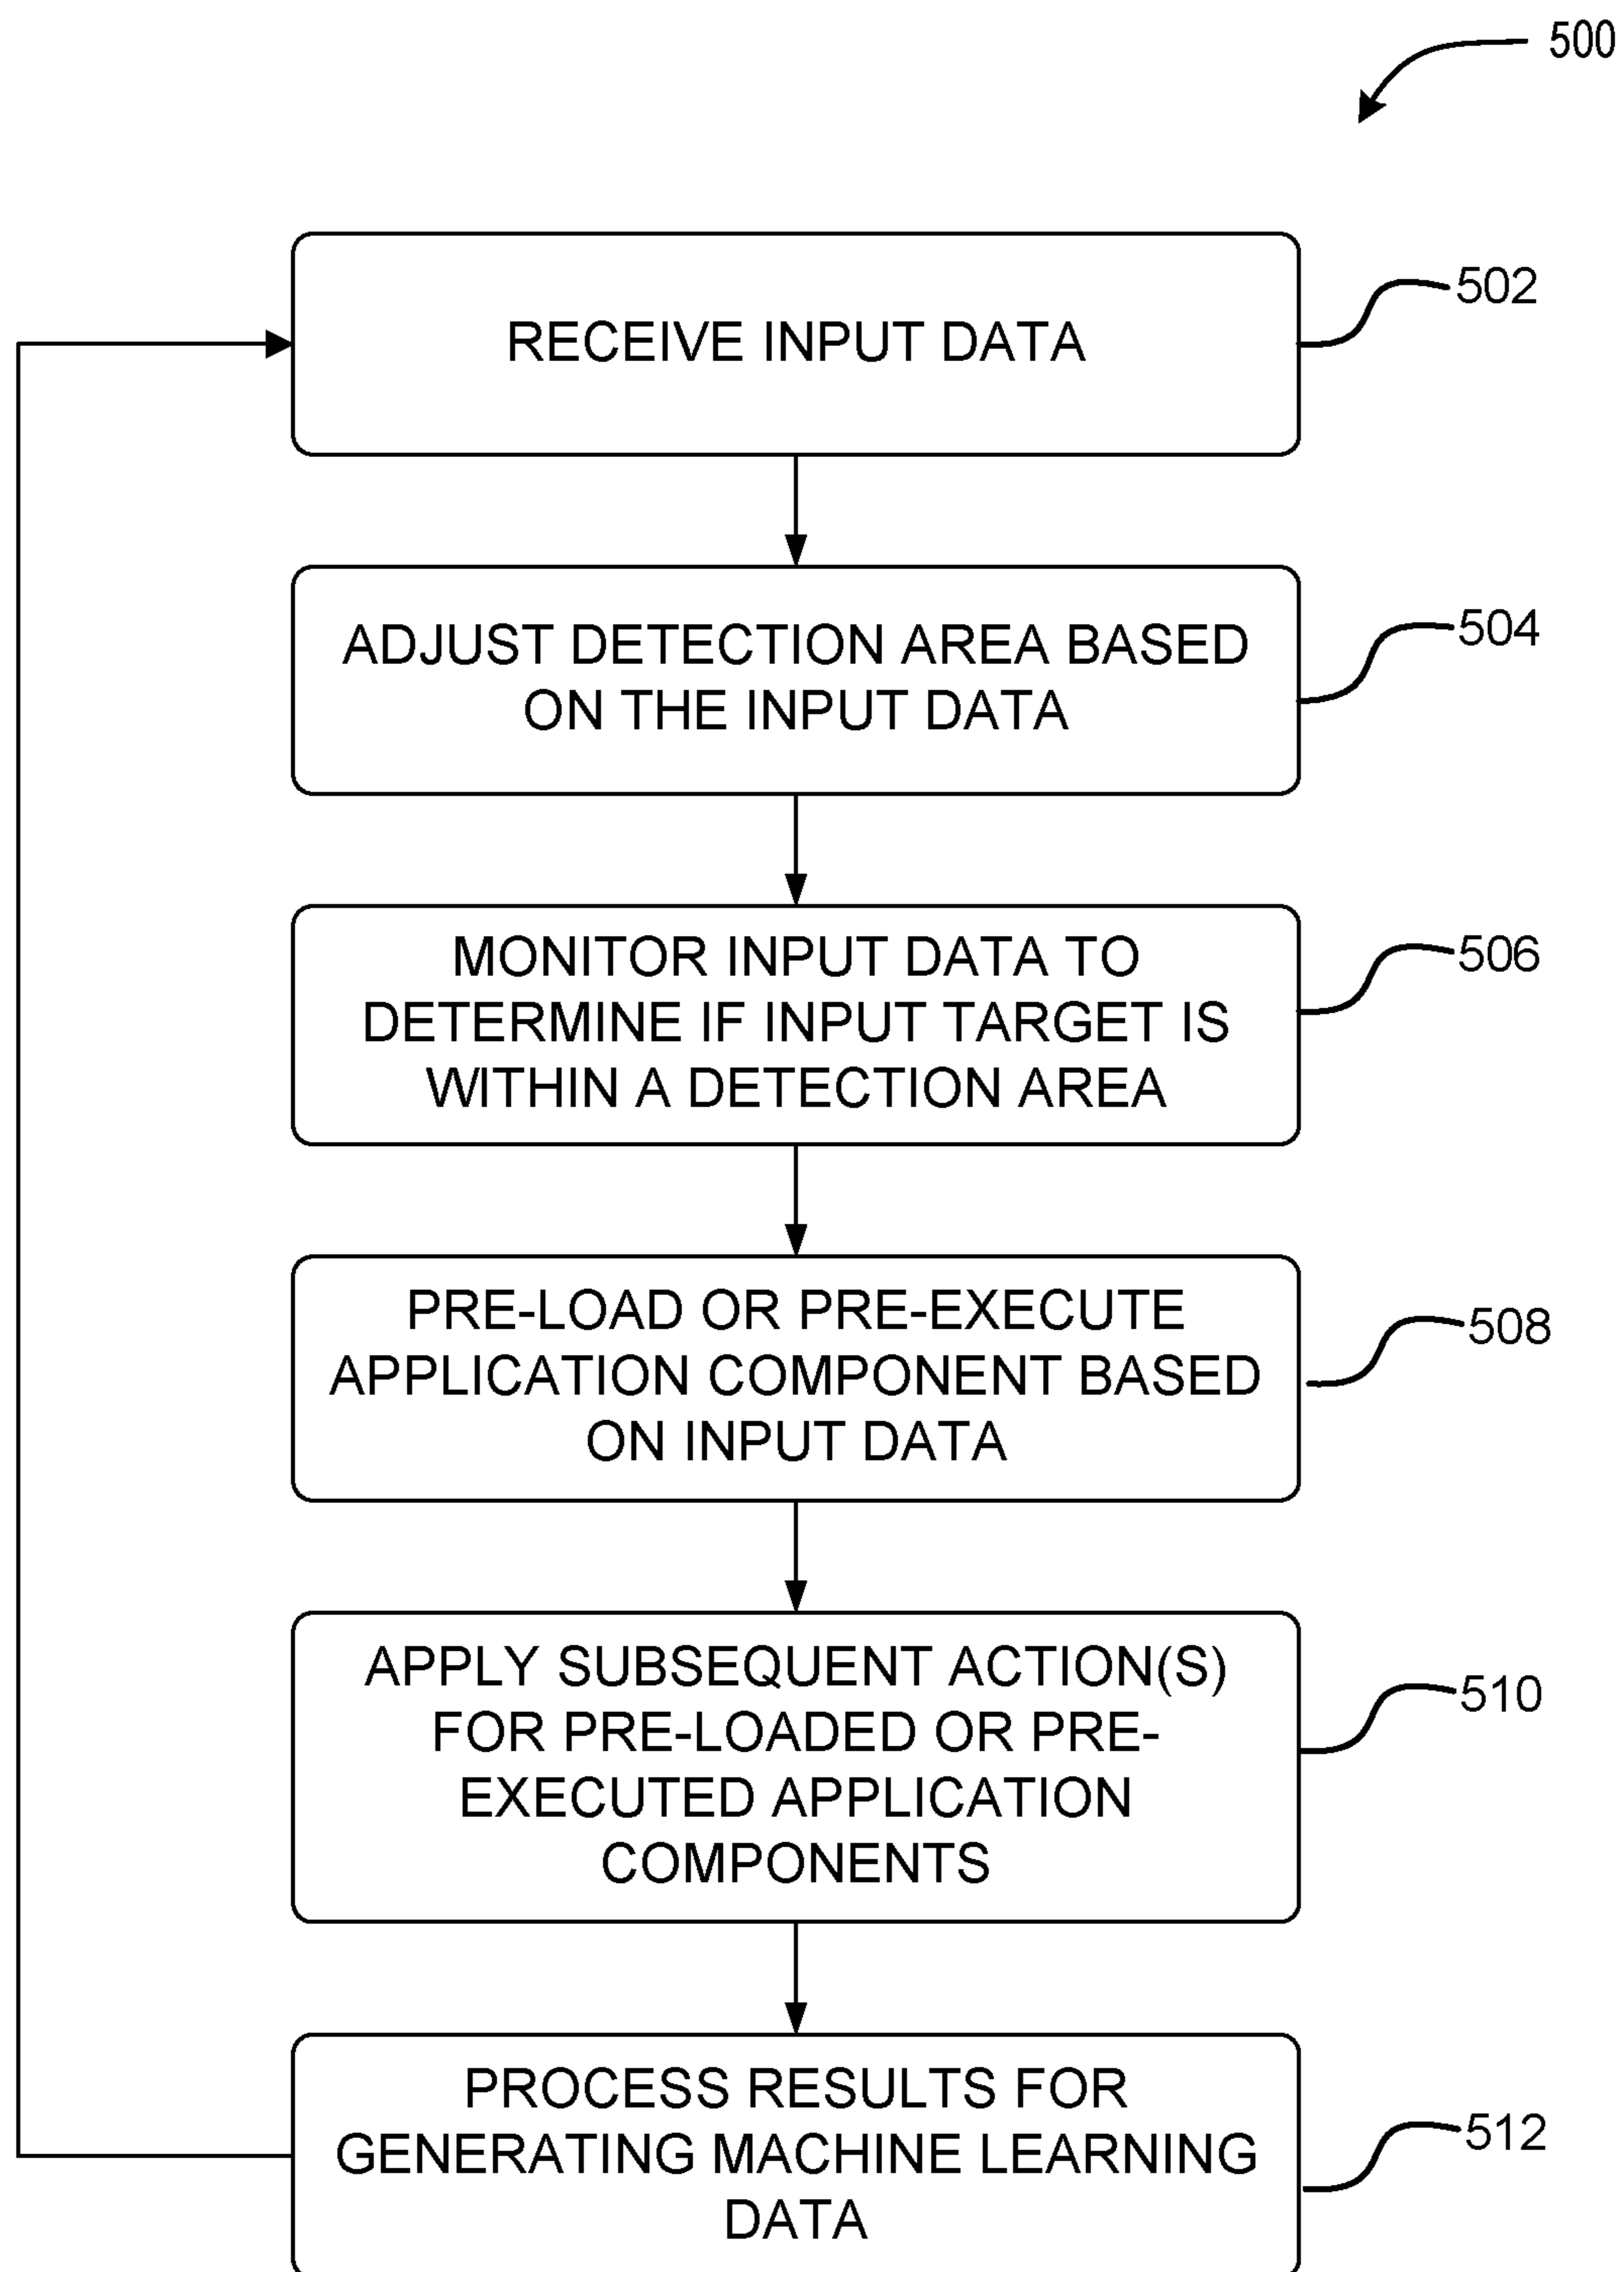 500
RECEIVE INPUT DATA
502
ADJUST DETECTION AREA BASED
ON THE INPUT DATA
504
MONITOR INPUT DATA TO
DETERMINE IF INPUT TARGET IS
WITHIN A DETECTION AREA
506
PRE-LOAD OR PRE-EXECUTE
APPLICATION COMPONENT BASED
ON INPUT DATA
508
APPLY SUBSEQUENT ACTION(S)
FOR PRE-LOADED OR PRE-
EXECUTED APPLICATION
COMPONENTS
510
PROCESS RESULTS FOR
GENERATING MACHINE LEARNING
DATA
512